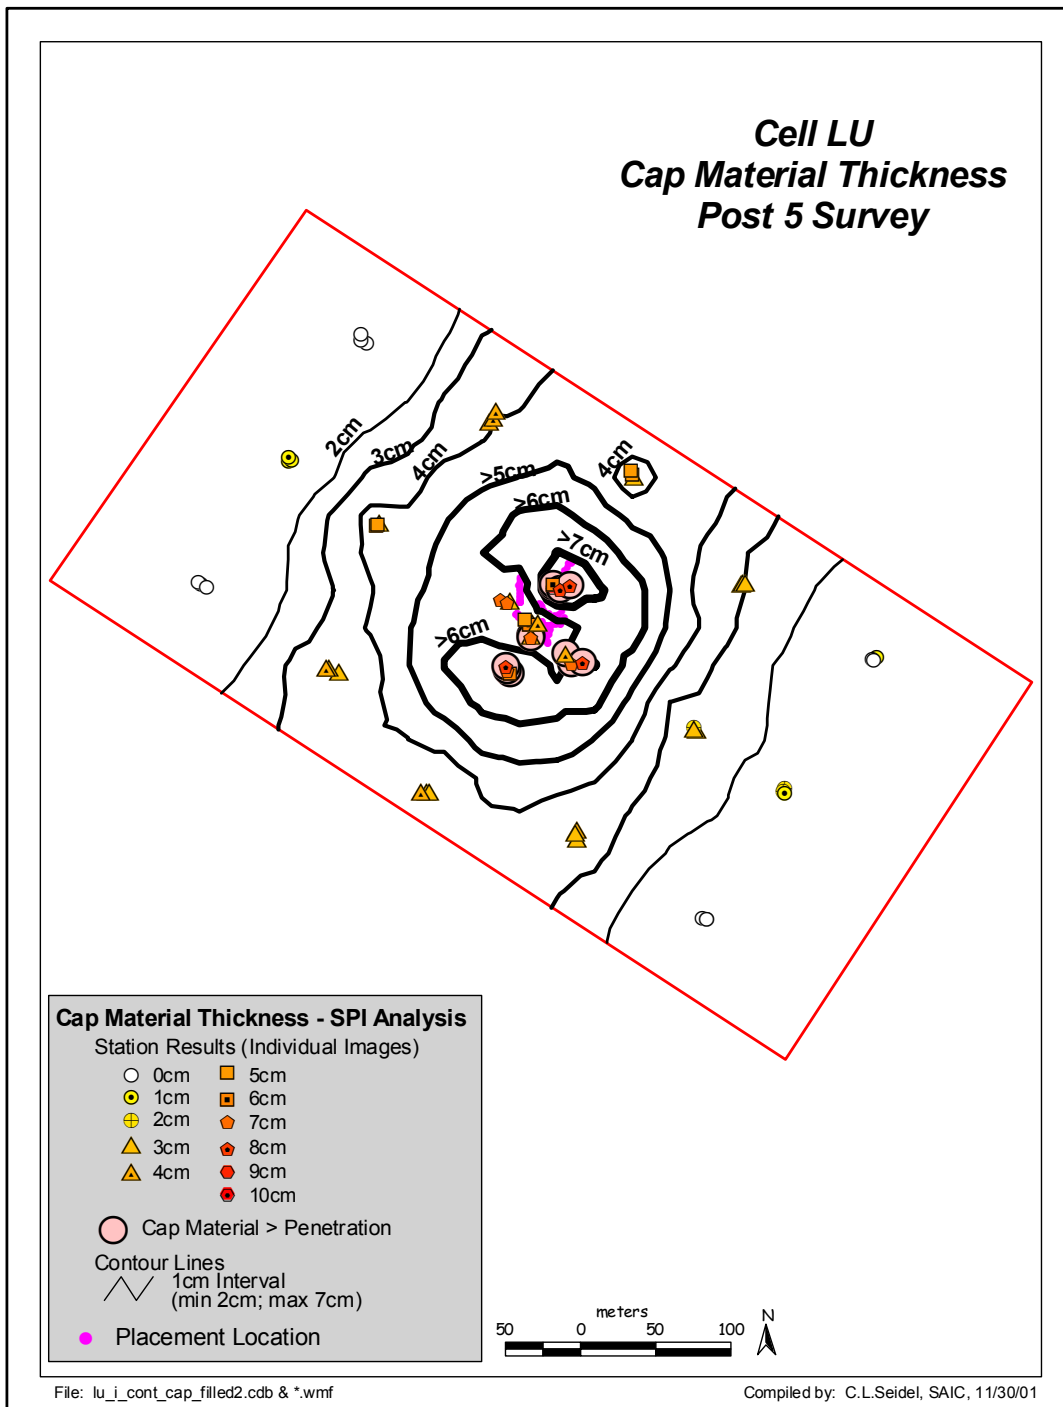 Cell LU
Cap Material Thickness
Post 5 Survey
2cm
3cm
4cm
>5cm
>6cm
>7cm
4cm
>6cm
Cap Material Thickness - SPI Analysis
Station Results (Individual Images)
0cm
1cm
2cm
3cm
4cm
5cm
6cm
7cm
8cm
9cm
10cm
Cap Material > Penetration
Contour Lines
1cm Interval
(min 2cm; max 7cm)
Placement Location
meters
50 0 50 100
N
File: lu_i_cont_cap_filled2.cdb & *.wmf
Compiled by: C.L.Seidel, SAIC, 11/30/01